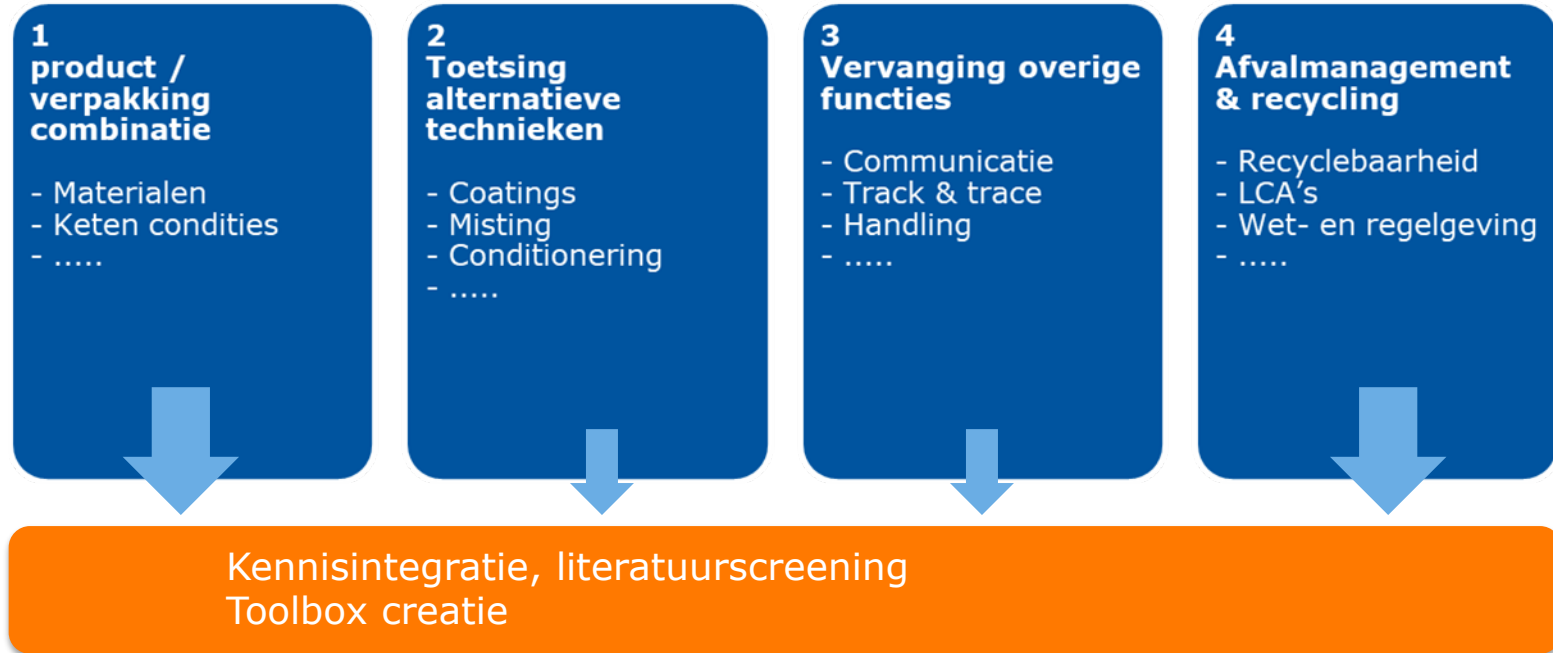 1
product /
verpakking
combinatie
- Materialen
- Keten condities
- .....
2
Toetsing
alternatieve
technieken
- Coatings
- Misting
- Conditionering
- .....
3
Vervanging overige
functies
- Communicatie
- Track & trace
- Handling
- .....
4
Afvalmanagement
& recycling
- Recyclebaarheid
- LCA's
- Wet- en regelgeving
- .....
Kennisintegratie, literatuurscreening
Toolbox creatie